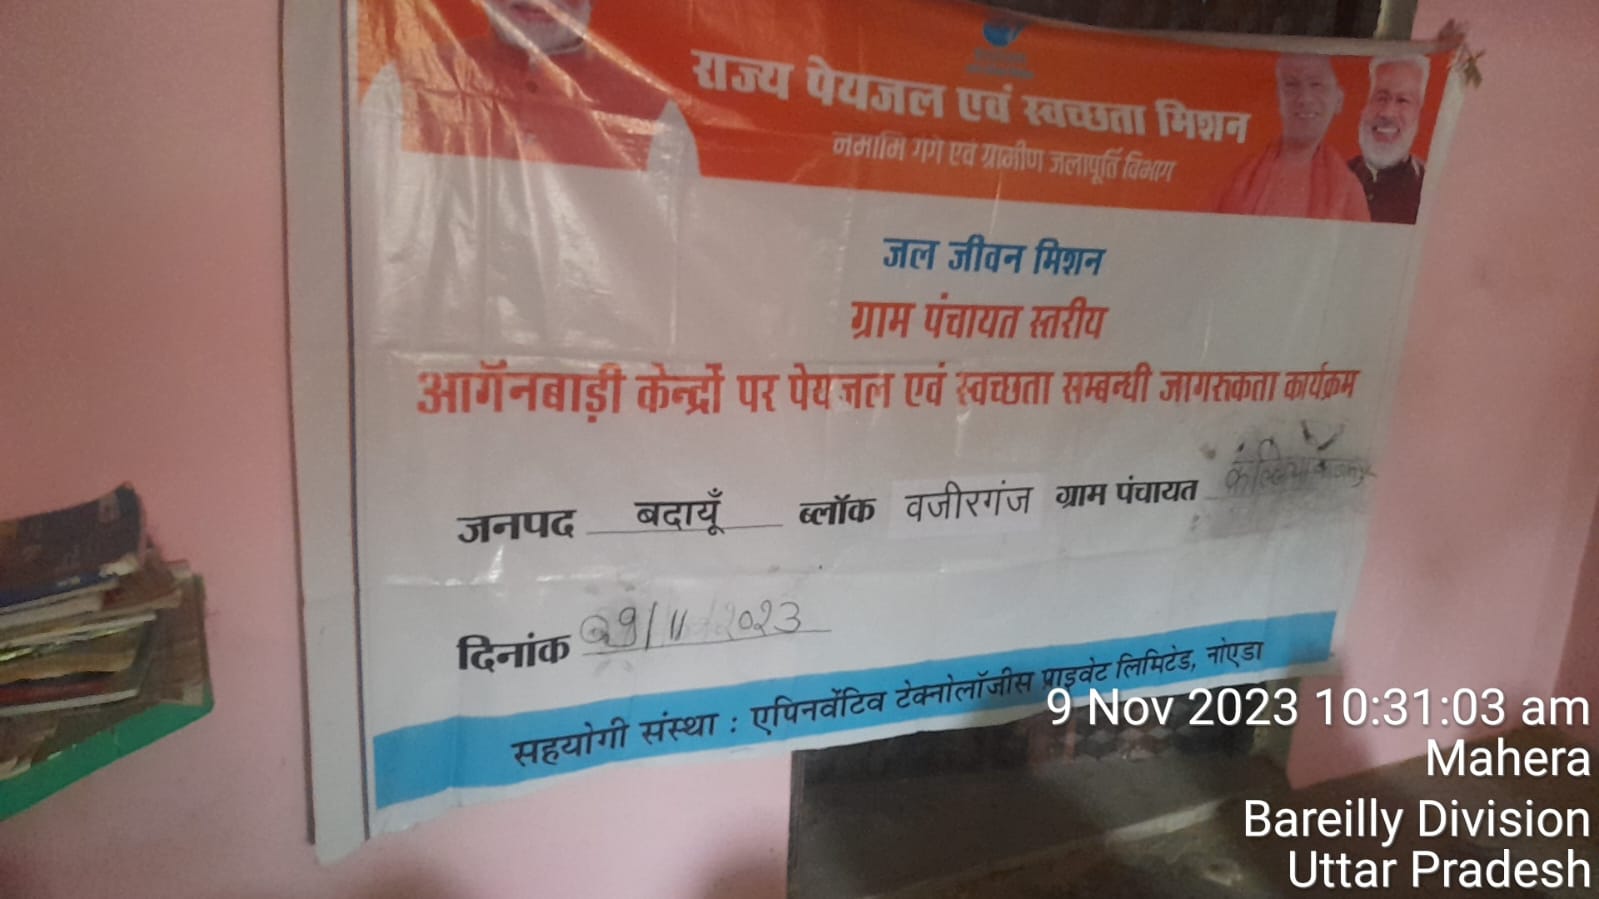 राज्य पेयजल एवं स्वच्छता मिशन
नमामि गंगे एवं ग्रामीण जलापूर्ति विभाग
जल जीवन मिशन
ग्राम पंचायत स्तरीय
आगॅनबाड़ी केन्द्रों पर पेयजल एवं स्वच्छता सम्बन्धी जागरुकता कार्यक्रम
जनपद बदायूँ ब्लॉक वजीरगंज ग्राम पंचायत
दिनांक 09/11/2023
सहयोगी संस्था : एपिनर्वेटिव टेक्नोलॉजीस प्राइवेट लिमिटेड, नोएडा
9 Nov 2023 10:31:03 am
Mahera
Bareilly Division
Uttar Pradesh